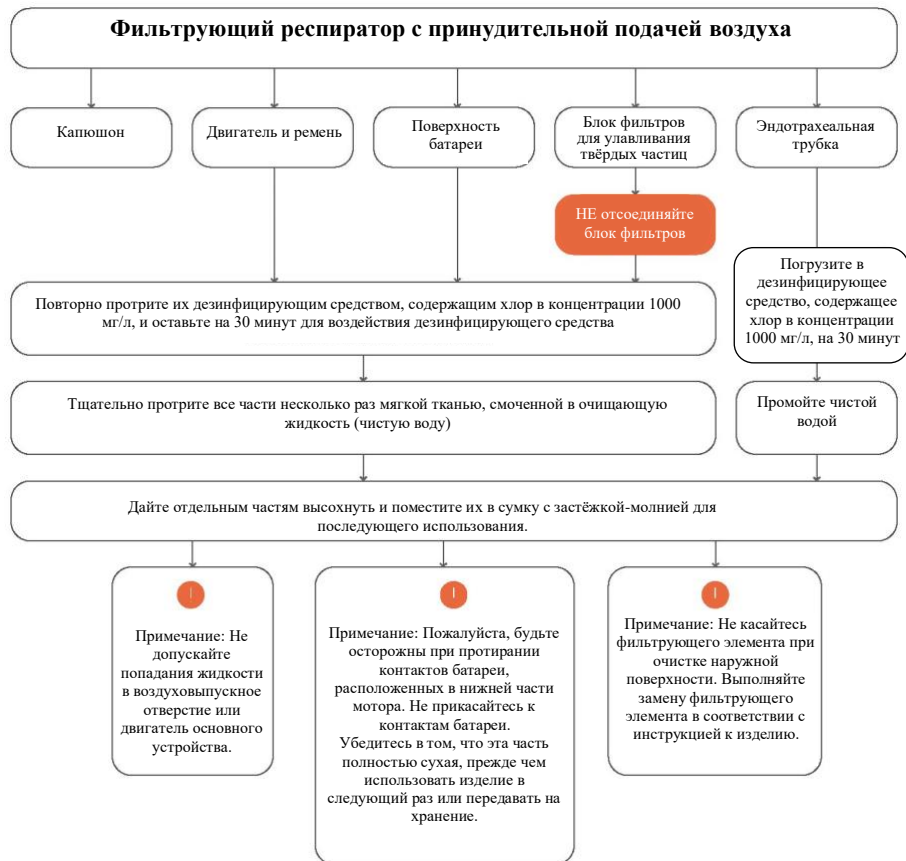 Фильтрующий респиратор с принудительной подачей воздуха
Капюшон
Двигатель и ремень
Поверхность
батареи
Блок фильтров
для улавливания
твёрдых частиц
Эндотрахеальная
трубка
НЕ отсоединяйте
блок фильтров
Погрузите в
дезинфицирующее
средство, содержащее
хлор в концентрации
1000 мг/л, на 30 минут
Повторно протрите их дезинфицирующим средством, содержащим хлор в концентрации 1000
мг/л, и оставьте на 30 минут для воздействия дезинфицирующего средства
Тщательно протрите все части несколько раз мягкой тканью, смоченной в очищающую
жидкость (чистую воду)
Промойте чистой
водой
Дайте отдельным частям высохнуть и поместите их в сумку с застёжкой-молнией для
последующего использования.
!
Примечание: Не
допускайте
попадания жидкости
в воздуховыпускное
отверстие или
двигатель основного
устройства.
!
Примечание: Пожалуйста, будьте
осторожны при протирании
контактов батареи,
расположенных в нижней части
мотора. Не прикасайтесь к
контактам батареи.
Убедитесь в том, что эта часть
полностью сухая, прежде чем
использовать изделие в
следующий раз или передавать на
хранение.
!
Примечание: Не касайтесь
фильтрующего элемента при
очистке наружной
поверхности. Выполняйте
замену фильтрующего
элемента в соответствии с
инструкцией к изделию.